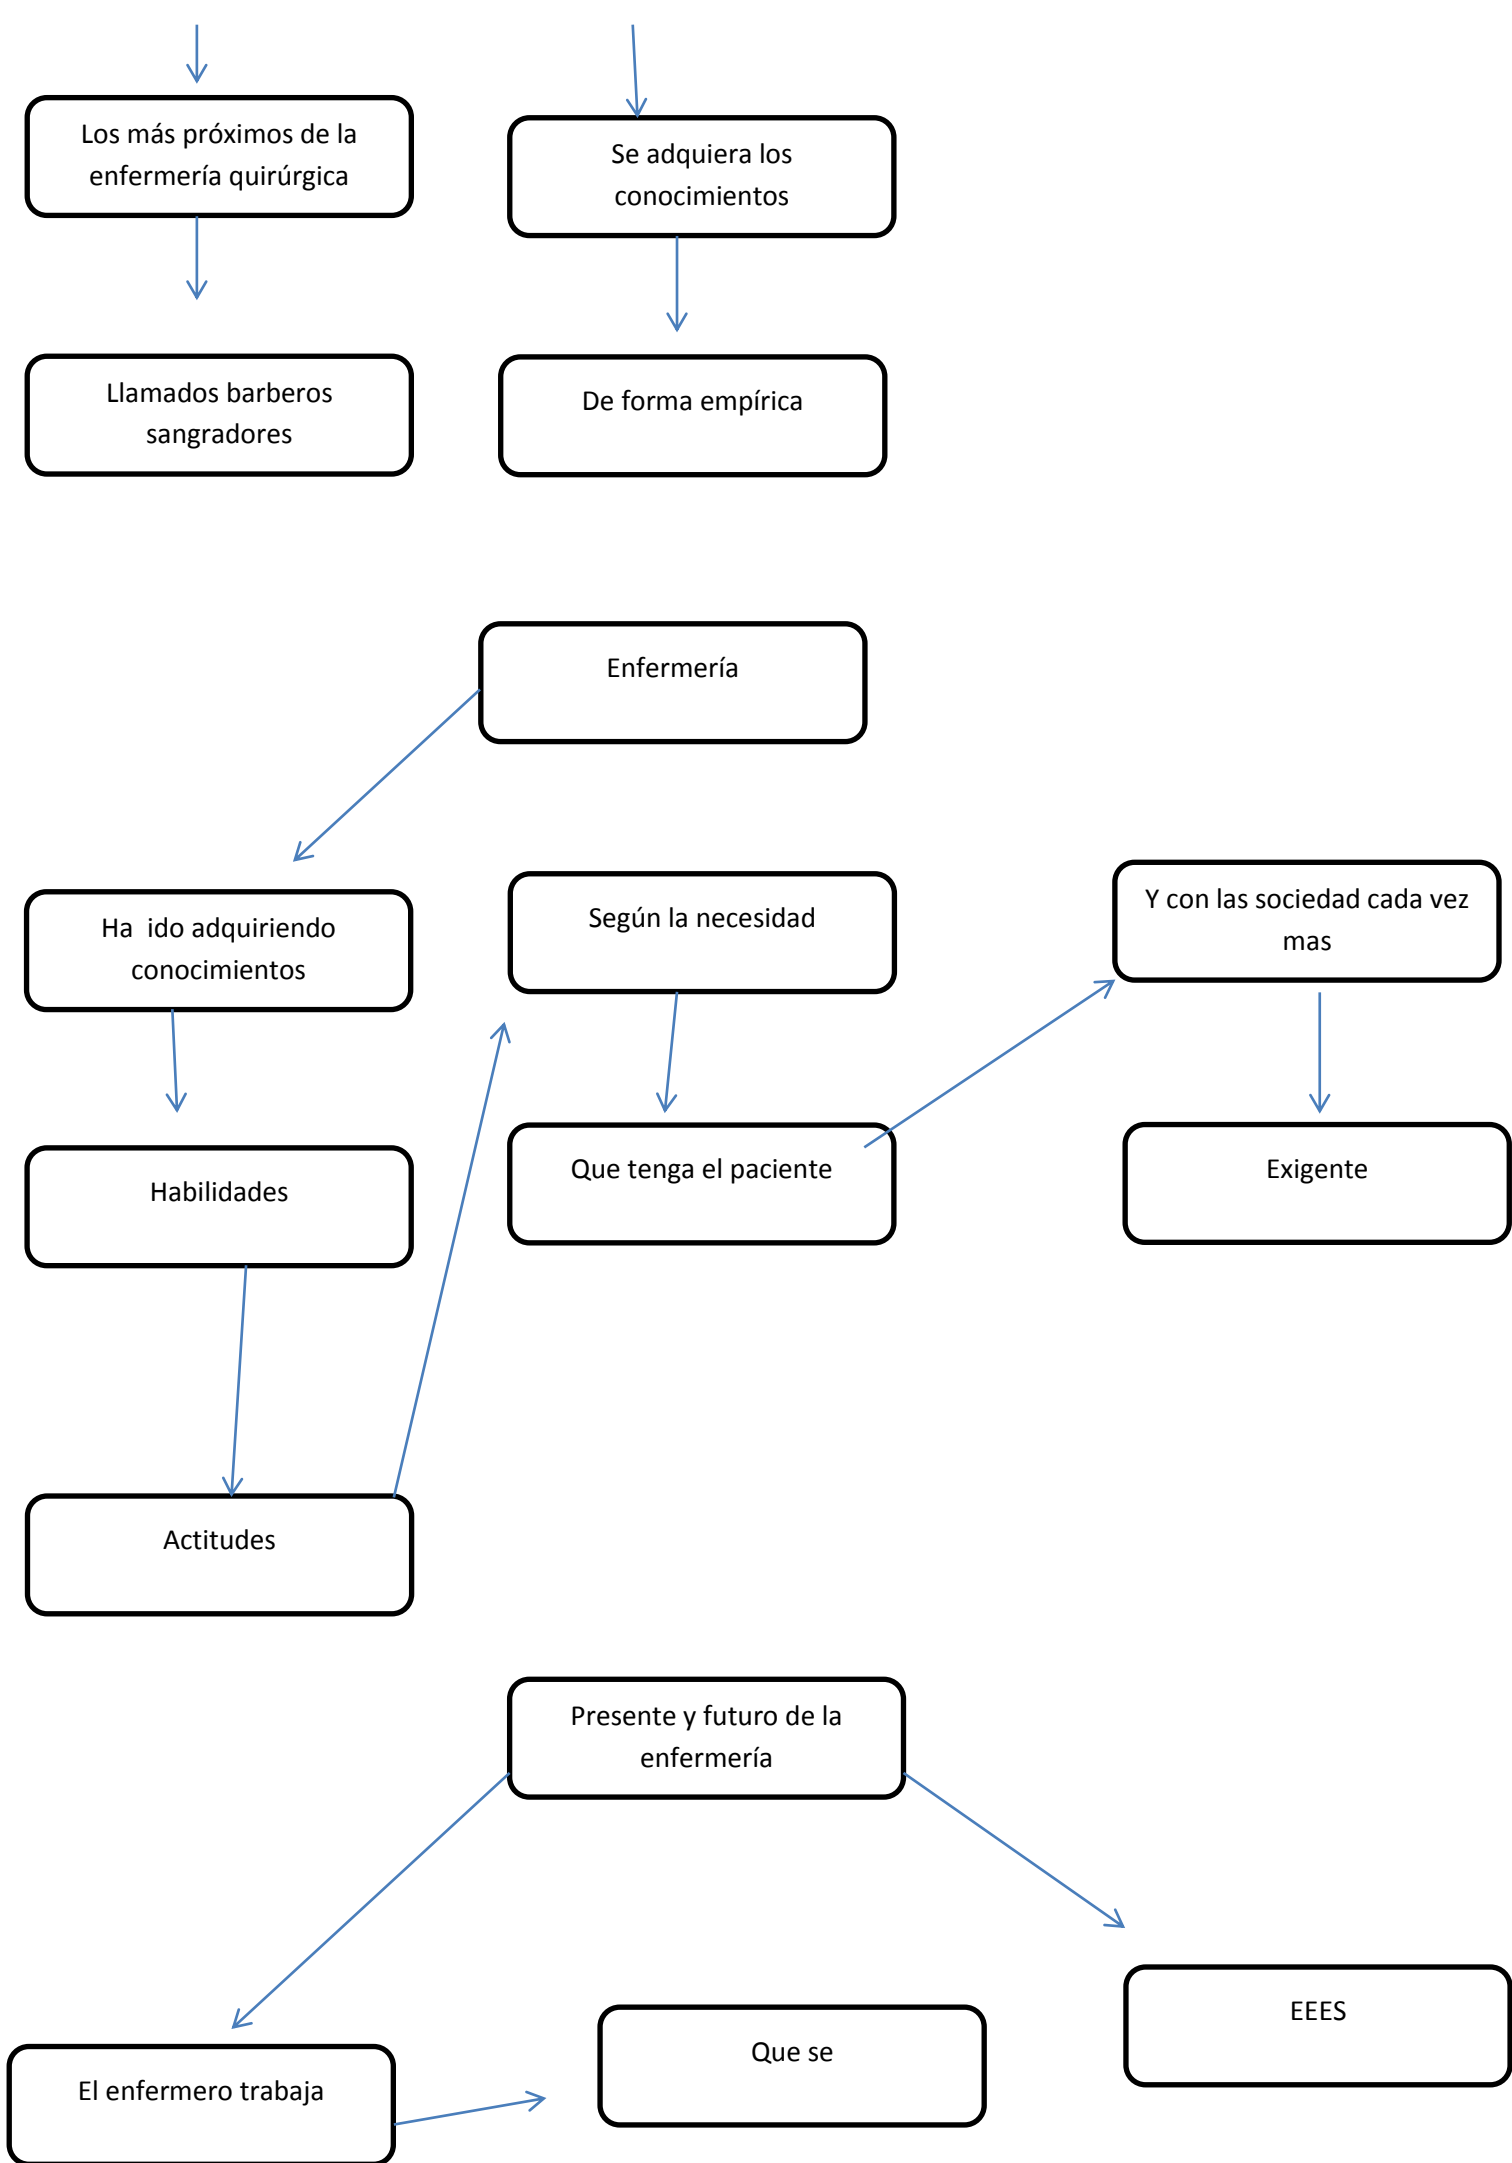 Los más próximos de la
enfermería quirúrgica
Se adquiera los
conocimientos
Llamados barberos
sangradores
De forma empírica
Enfermería
Ha  ido adquiriendo
conocimientos
Según la necesidad
Y con las sociedad cada vez
mas
Habilidades
Que tenga el paciente
Exigente
Actitudes
Presente y futuro de la
enfermería
El enfermero trabaja
Que se
EEES